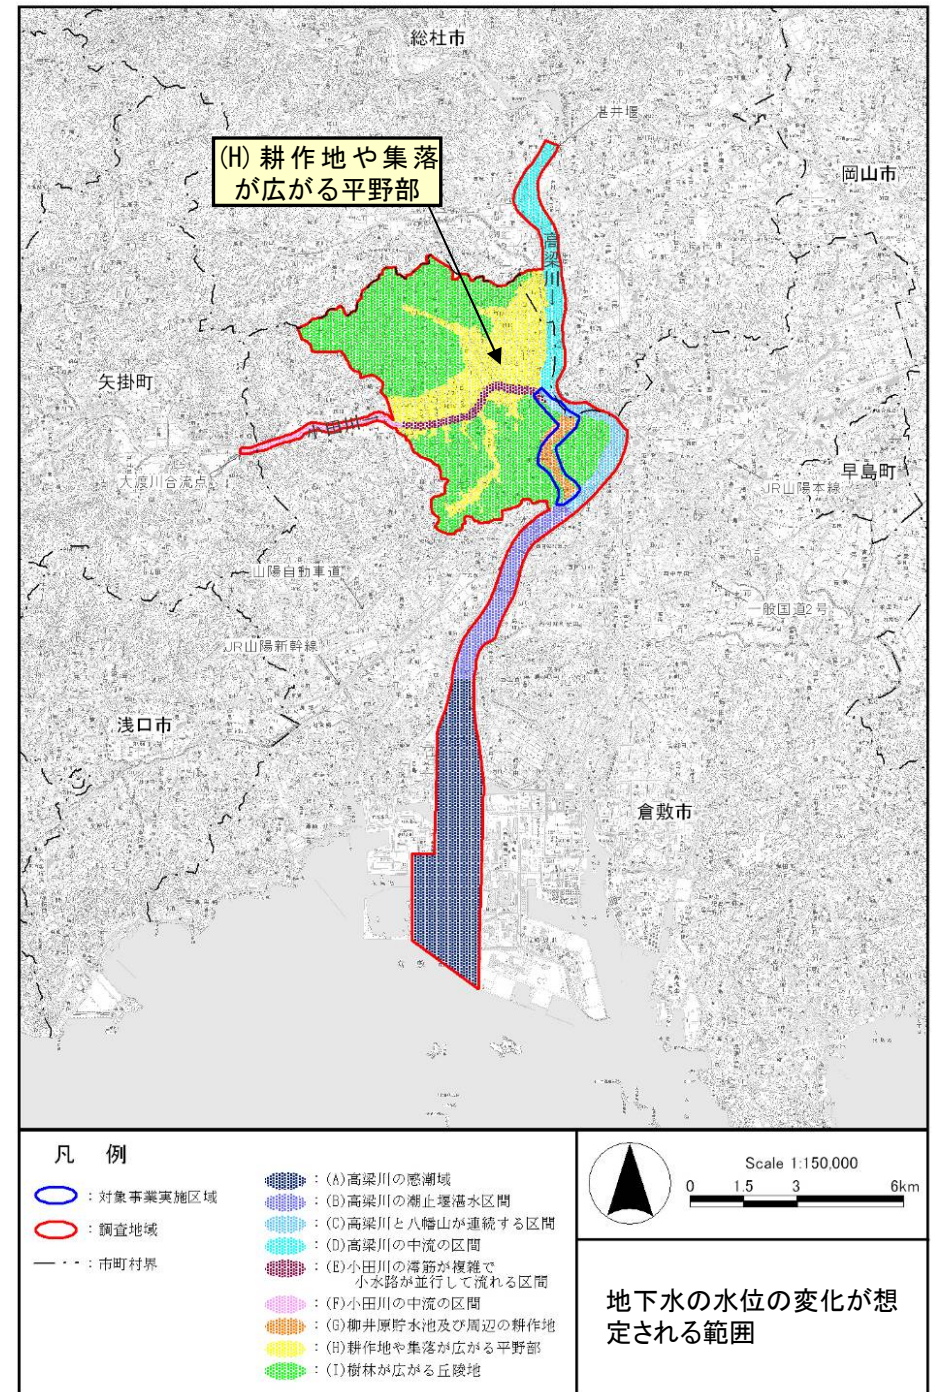 総社市
湛井堰
(H) 耕作地や集落
が広がる平野部
岡山市
高梁川
矢掛町
小田川
大渡川合流点
早島町
JR山陽本線
山陽自動車道
一般国道2号
JR山陽新幹線
浅口市
倉敷市
凡 例
：対象事業実施区域
：調査地域
：市町村界
：(A)高梁川の感潮域
：(B)高梁川の潮止堰湛水区間
：(C)高梁川と八幡山が連続する区間
：(D)高梁川の中流の区間
：(E)小田川の澪筋が複雑で
小水路が並行して流れる区間
：(F)小田川の中流の区間
：(G)柳井原貯水池及び周辺の耕作地
：(H)耕作地や集落が広がる平野部
：(I)樹林が広がる丘陵地
Scale 1:150,000
0 1.5 3 6km
地下水の水位の変化が想
定される範囲